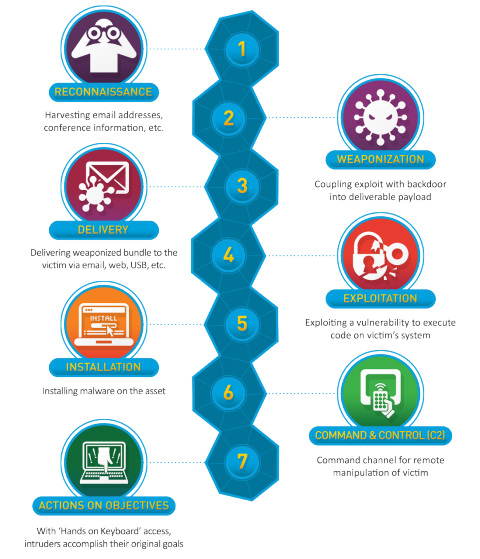 1
RECONNAISSANCE
Harvesting email addresses,
conference information, etc.
2
WEAPONIZATION
Coupling exploit with backdoor
into deliverable payload
3
DELIVERY
Delivering weaponized bundle to the
victim via email, web, USB, etc.
4
EXPLOITATION
Exploiting a vulnerability to execute
code on victim's system
5
INSTALL
INSTALLATION
Installing malware on the asset
6
COMMAND & CONTROL (C2)
Command channel for remote
manipulation of victim
7
ACTIONS ON OBJECTIVES
With 'Hands on Keyboard' access,
intruders accomplish their original goals